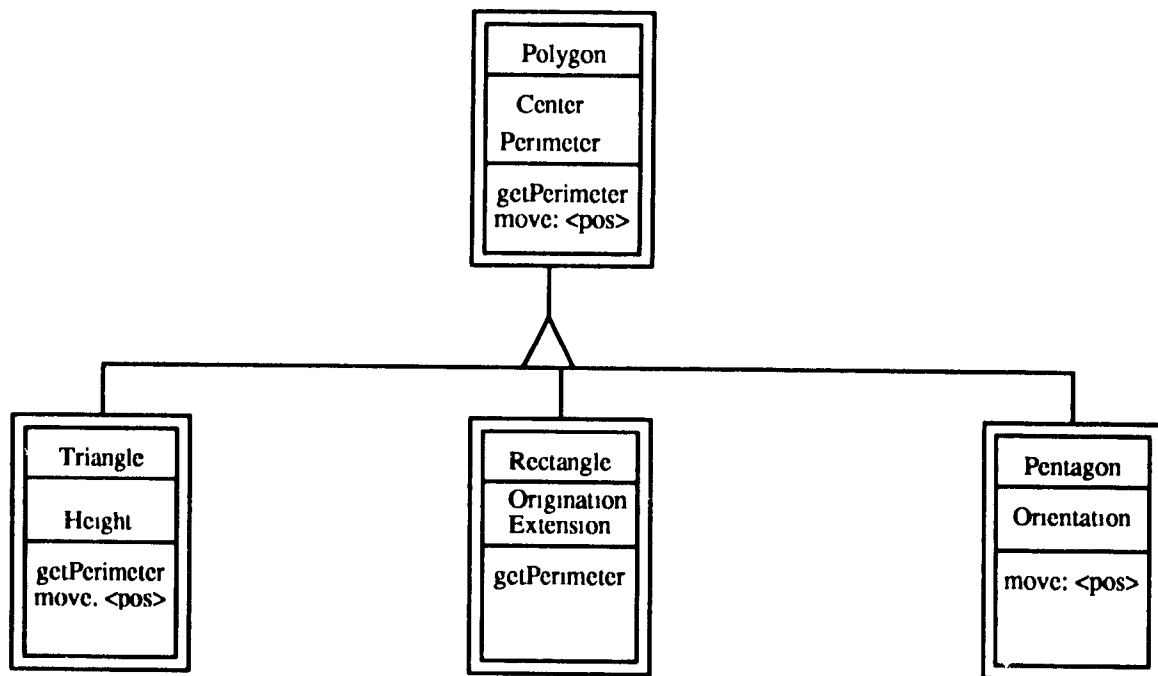 Polygon
Center
Perimeter
getPerimeter
move: <pos>
Triangle
Height
getPerimeter
move. <pos>
Rectangle
Origination
Extension
getPerimeter
Pentagon
Orientation
move: <pos>